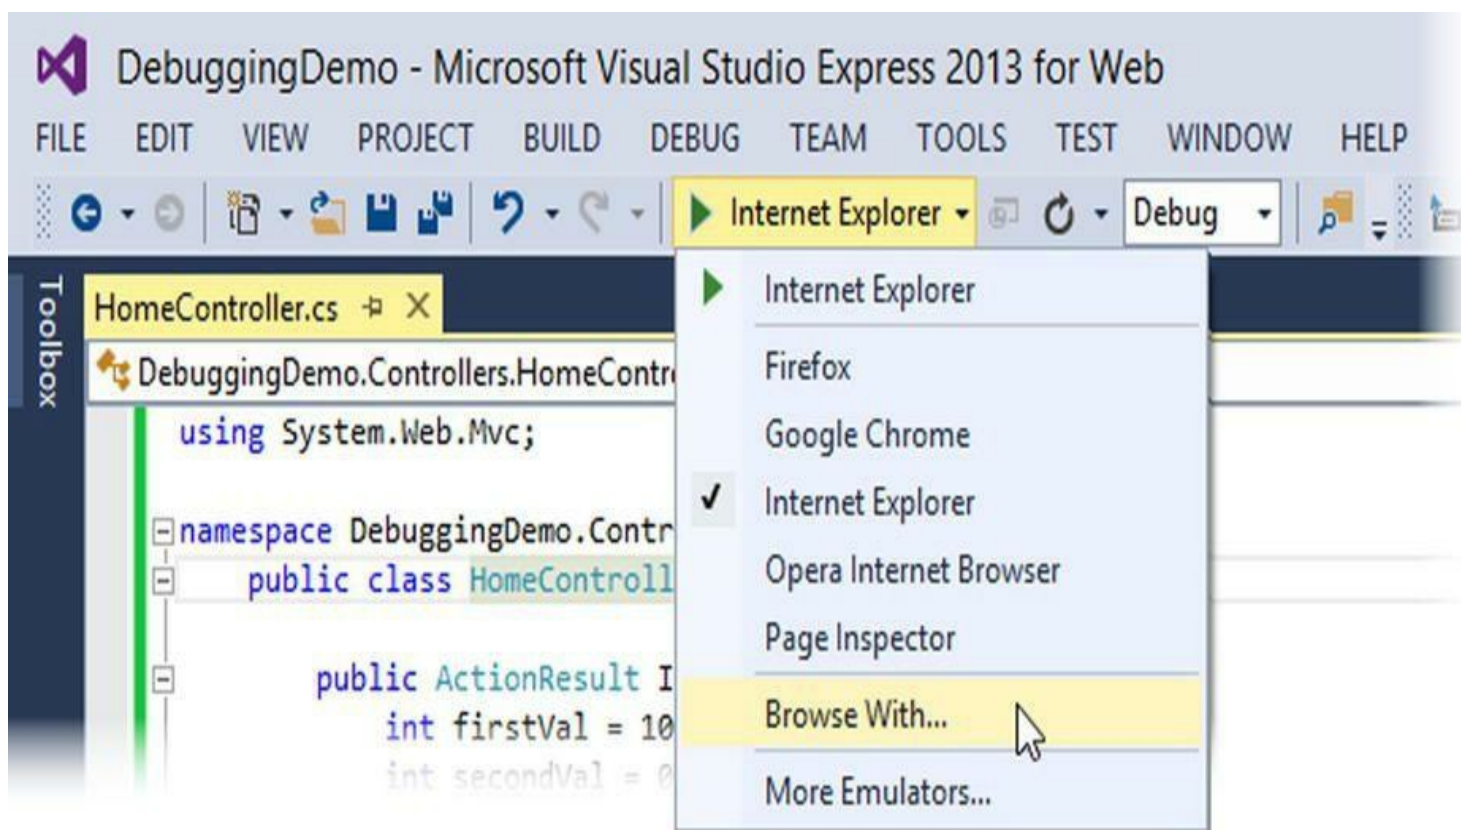 DebuggingDemo - Microsoft Visual Studio Express 2013 for Web
FILE EDIT VIEW PROJECT BUILD DEBUG TEAM TOOLS TEST WINDOW HELP
Internet Explorer Debug
Toolbox
HomeController.cs
DebuggingDemo.Controllers.HomeContr
using System.Web.Mvc;
namespace DebuggingDemo.Contr
public class HomeControll
public ActionResult I
int firstVal = 10
int secondVal = 0
Internet Explorer
Firefox
Google Chrome
Internet Explorer
Opera Internet Browser
Page Inspector
Browse With...
More Emulators...